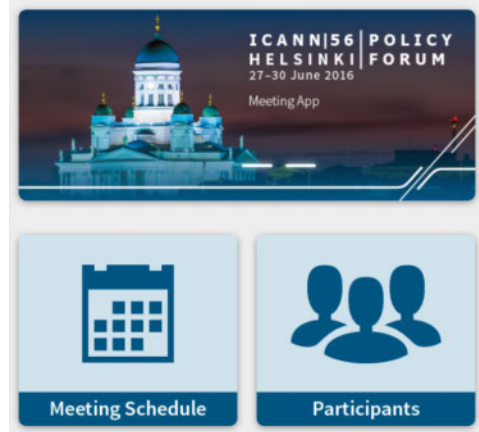 ICANN|56 POLICY
HELSINKI FORUM
27–30 June 2016
Meeting App
Meeting Schedule
Participants